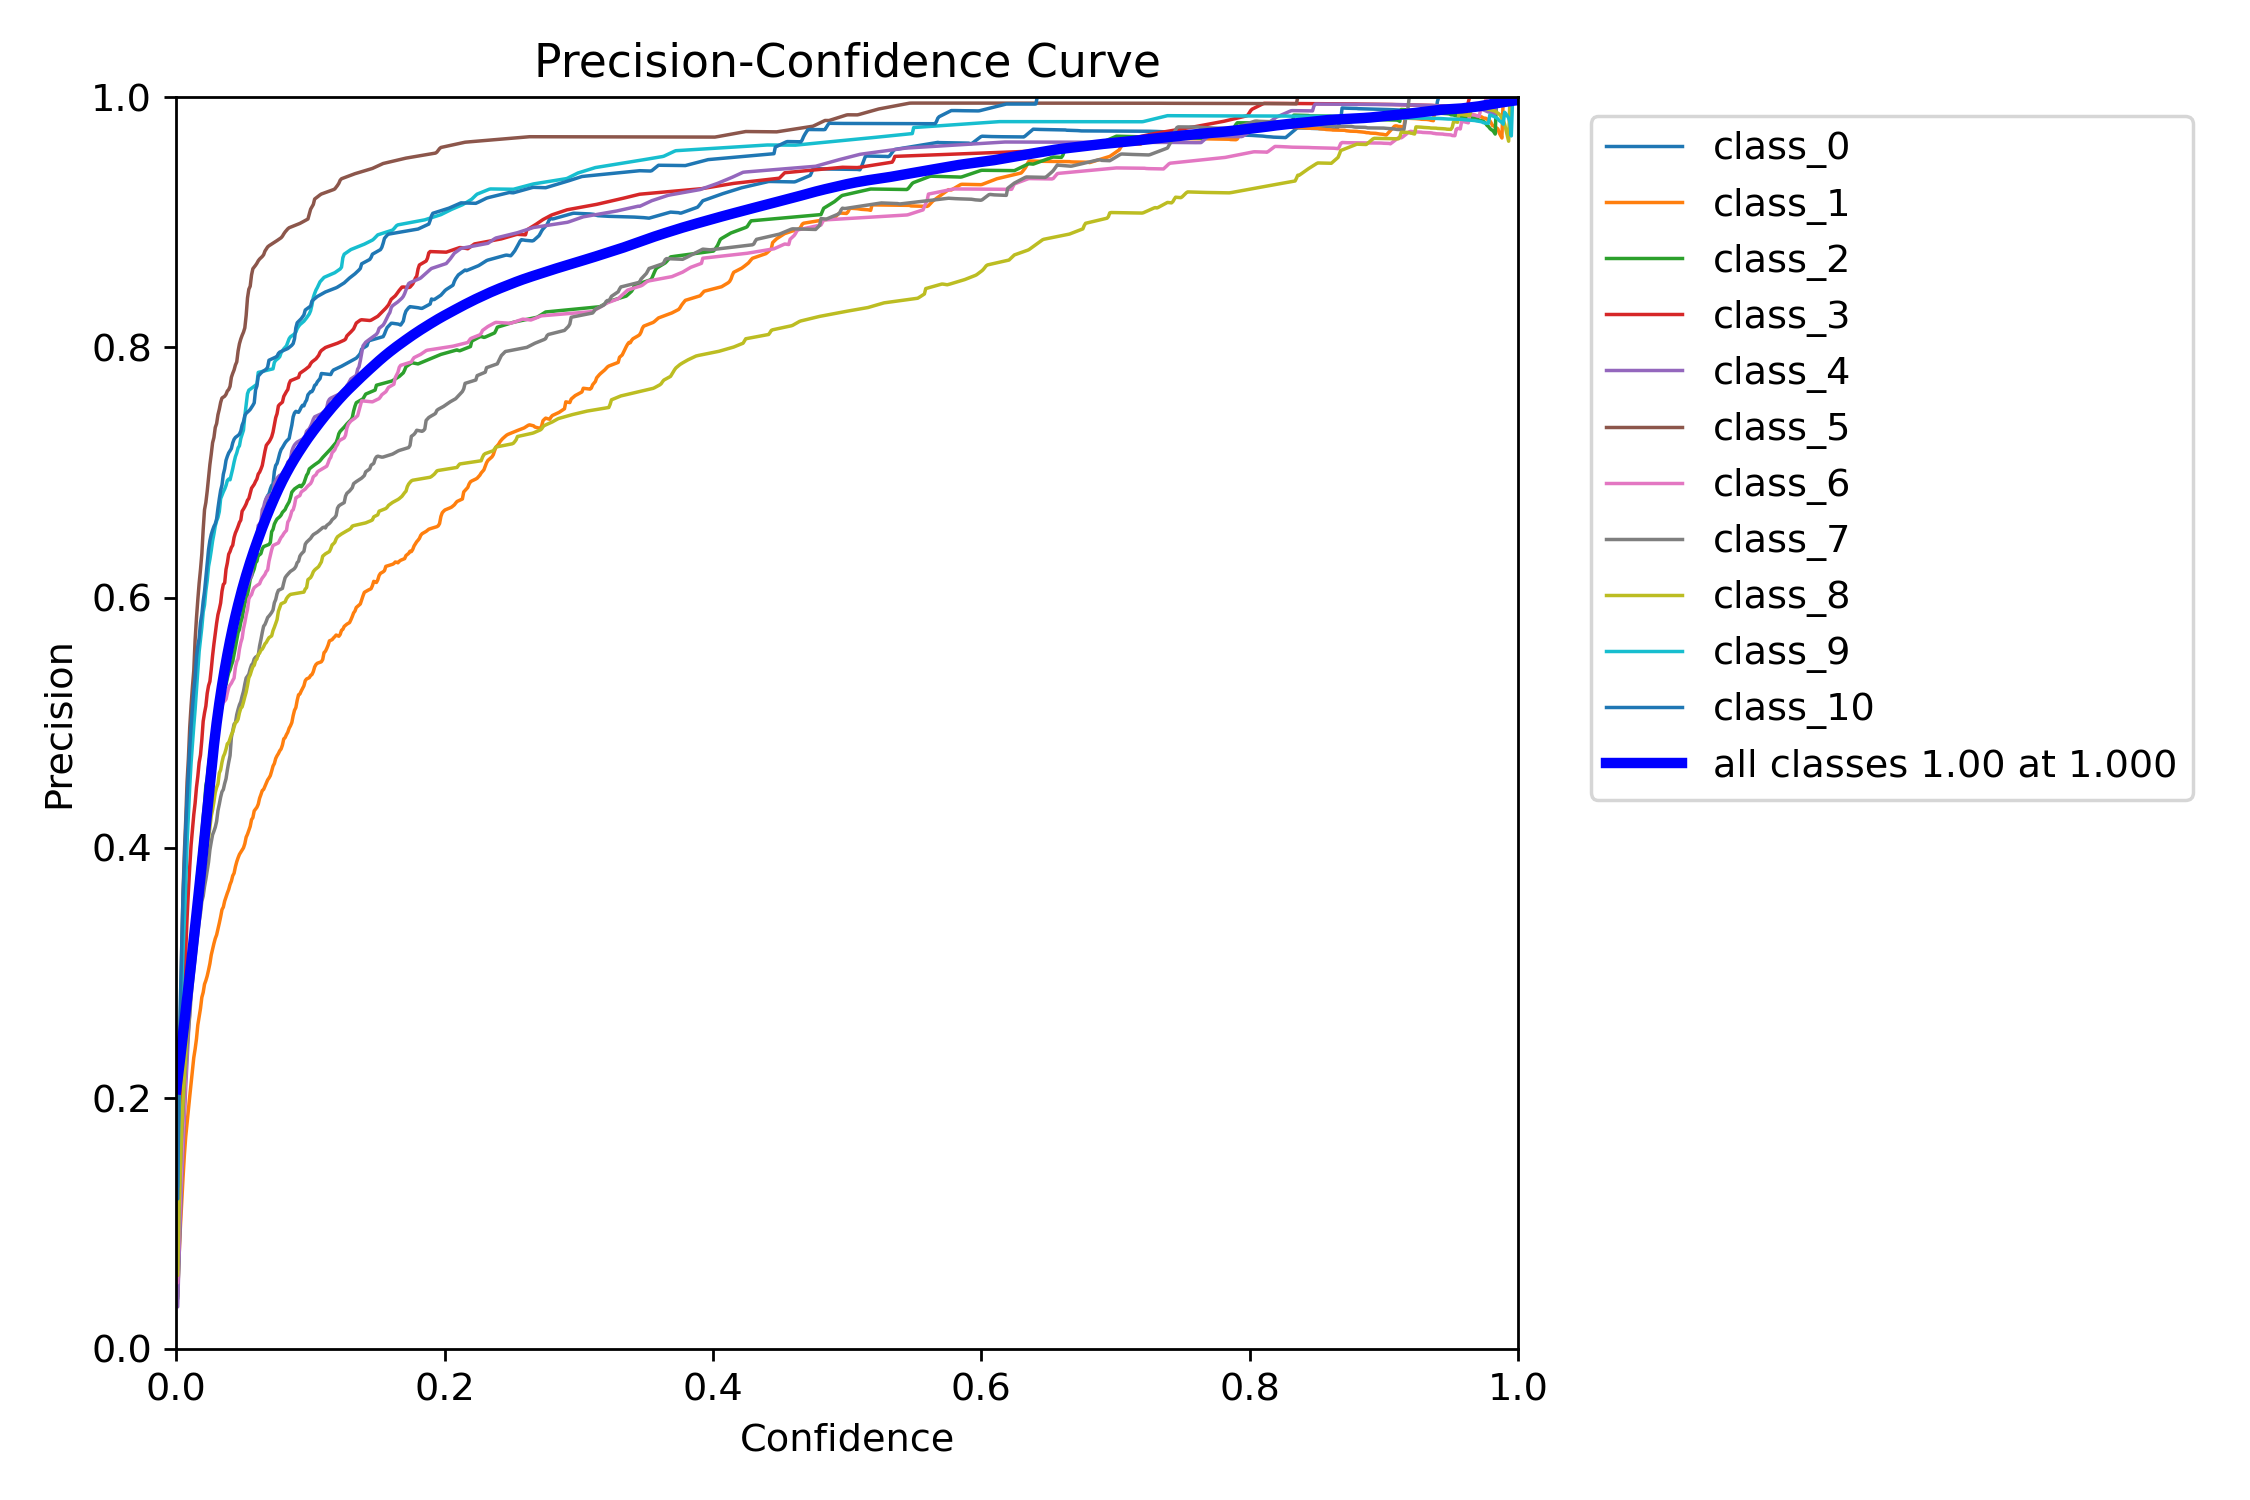 Precision-Confidence Curve
1.0
0.8
0.6
0.4
0.2
0.0
Precision
0.0 0.2 0.4 0.6 0.8 1.0
Confidence
class_0
class_1
class_2
class_3
class_4
class_5
class_6
class_7
class_8
class_9
class_10
all classes 1.00 at 1.000